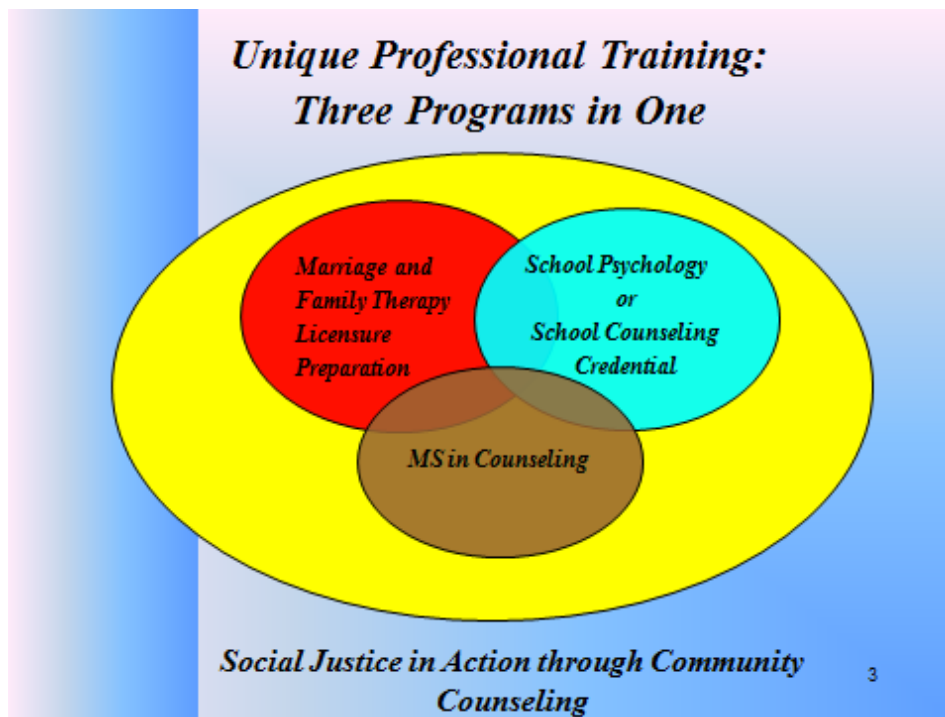 Unique Professional Training:
Three Programs in One
Marriage and
Family Therapy
Licensure
Preparation
School Psychology
or
School Counseling
Credential
MS in Counseling
Social Justice in Action through Community
Counseling
3